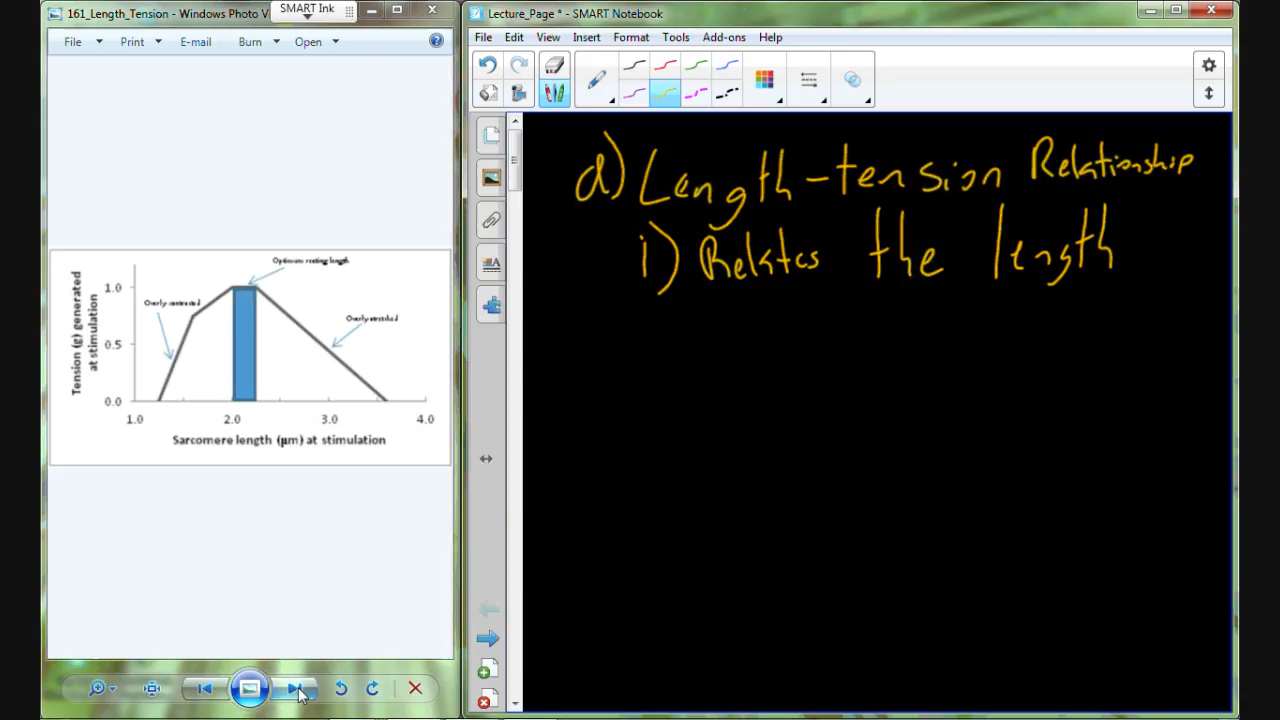 161_Length_Tension - Windows Photo V
SMART Ink
File Print E-mail Burn Open
Optimum resting length
Overly contracted
Overly stretched
Tension (g) generated
at stimulation
1.0
0.5
0.0
1.0 2.0 3.0 4.0
Sarcomere length (μm) at stimulation
Lecture_Page * - SMART Notebook
File Edit View Insert Format Tools Add-ons Help
d) Length-tension Relationship
i) Relates the length